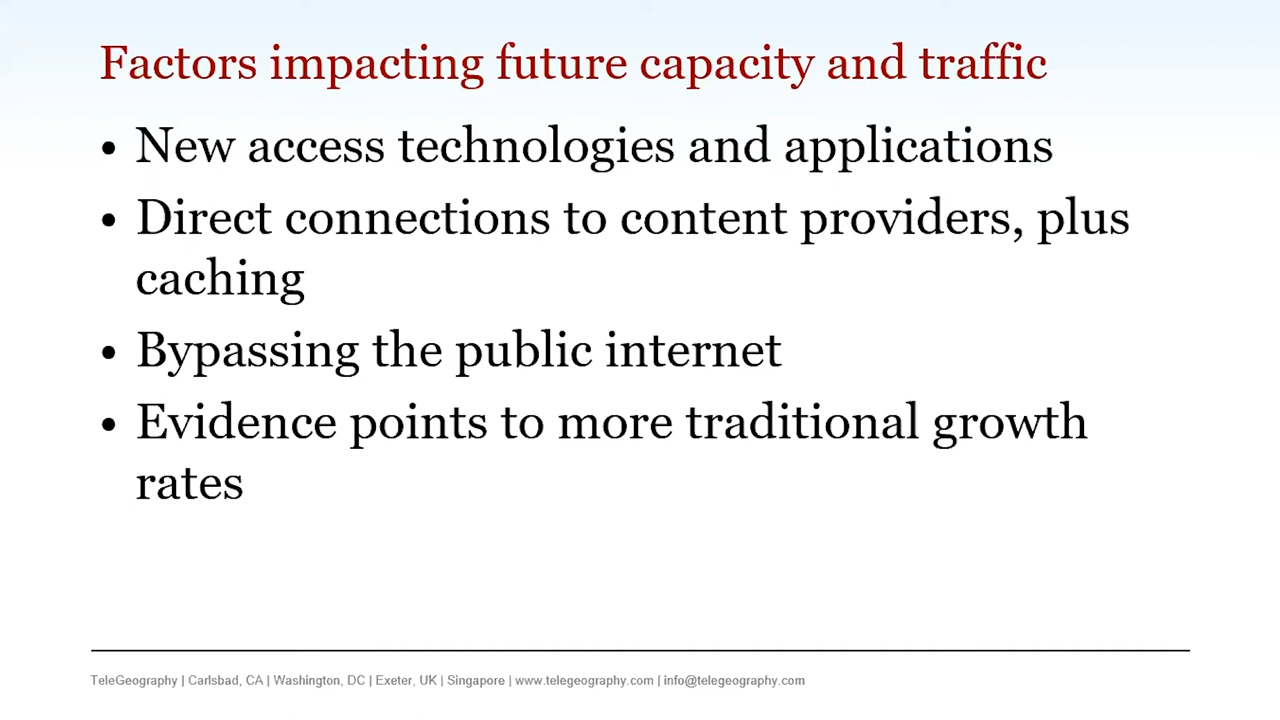 Factors impacting future capacity and traffic
• New access technologies and applications
• Direct connections to content providers, plus
caching
• Bypassing the public internet
• Evidence points to more traditional growth
rates
TeleGeography | Carlsbad, CA | Washington, DC | Exeter, UK | Singapore | www.telegeography.com | info@telegeography.com